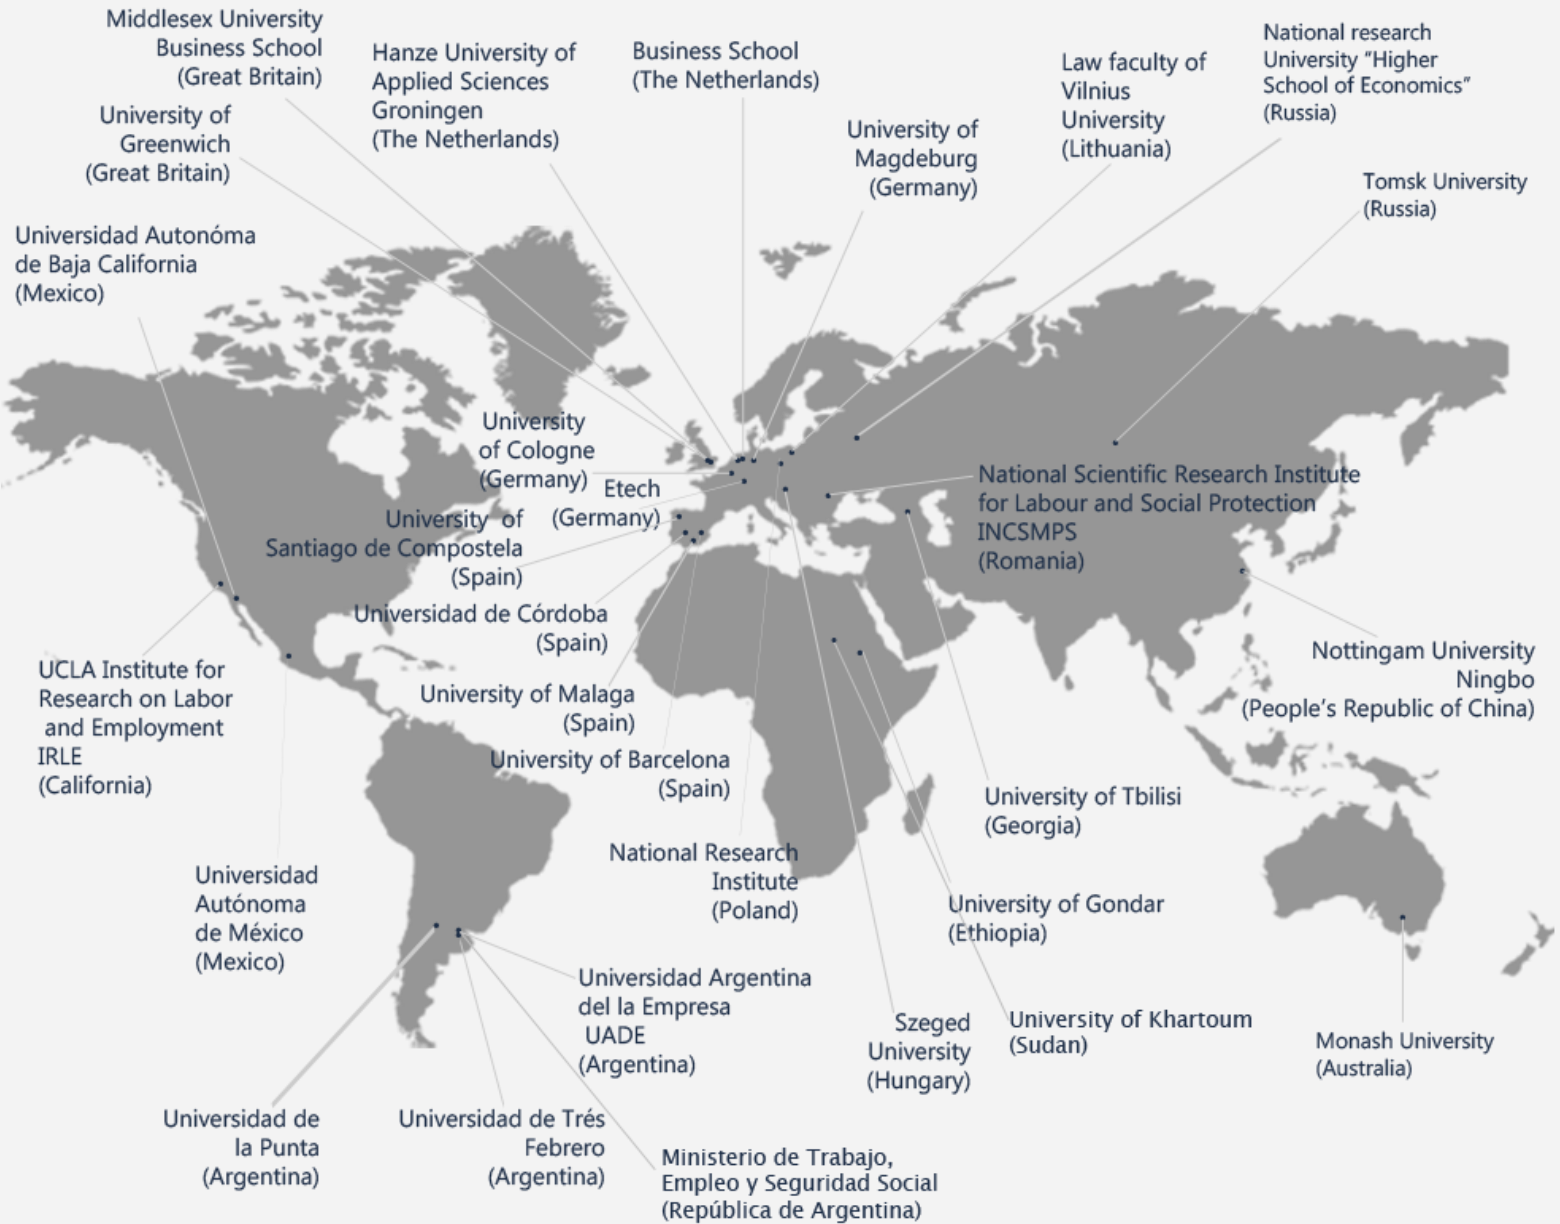 Middlesex University
Business School
(Great Britain)
Hanze University of
Applied Sciences
Groningen
(The Netherlands)
Business School
(The Netherlands)
Law faculty of
Vilnius
University
(Lithuania)
National research
University "Higher
School of Economics"
(Russia)
University of
Greenwich
(Great Britain)
University of
Magdeburg
(Germany)
Tomsk University
(Russia)
Universidad Autonóma
de Baja California
(Mexico)
University
of Cologne
(Germany)
Etech
(Germany)
National Scientific Research Institute
for Labour and Social Protection
INCSMPS
(Romania)
University of
Santiago de Compostela
(Spain)
Universidad de Córdoba
(Spain)
UCLA Institute for
Research on Labor
and Employment
IRLE
(California)
University of Malaga
(Spain)
Nottingam University
Ningbo
(People's Republic of China)
University of Barcelona
(Spain)
University of Tbilisi
(Georgia)
National Research
Institute
(Poland)
Universidad
Autónoma
de México
(Mexico)
University of Gondar
(Ethiopia)
Universidad Argentina
del la Empresa
UADE
(Argentina)
Szeged
University
(Hungary)
University of Khartoum
(Sudan)
Monash University
(Australia)
Universidad de
la Punta
(Argentina)
Universidad de Trés
Febrero
(Argentina)
Ministerio de Trabajo,
Empleo y Seguridad Social
(República de Argentina)